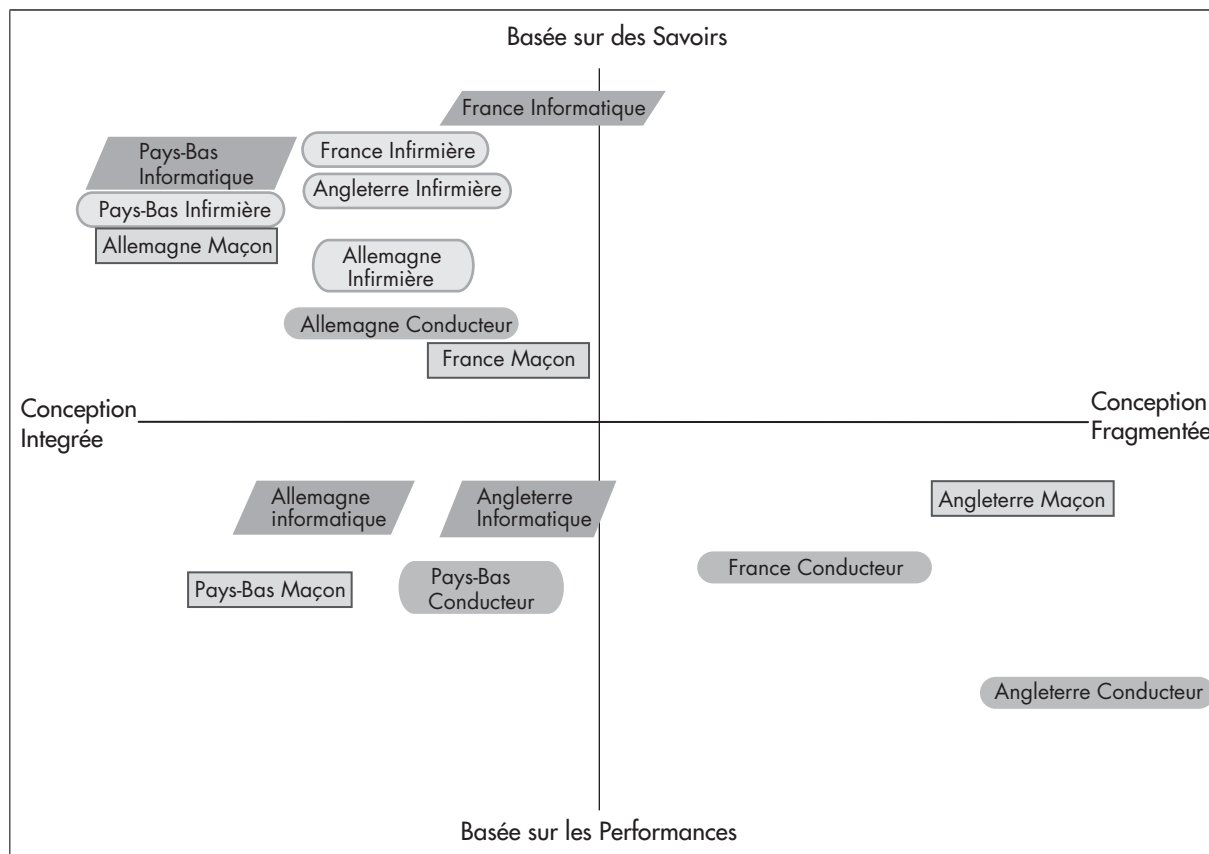 Basée sur des Savoirs
France Informatique
Pays-Bas
Informatique
France Infirmière
Angleterre Infirmière
Pays-Bas Infirmière
Allemagne Maçon
Allemagne
Infirmière
Allemagne Conducteur
France Maçon
Conception
Integrée
Conception
Fragmentée
Allemagne
informatique
Angleterre
Informatique
Angleterre Maçon
France Conducteur
Pays-Bas Maçon
Pays-Bas
Conducteur
Angleterre Conducteur
Basée sur les Performances